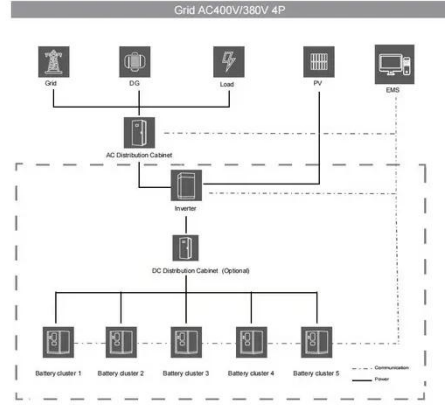 Grid AC400V/380V 4P
Grid
DG
Load
PV
EMS
AC Distribution Cabinet
Inverter
DC Distribution Cabinet (Optional)
Battery cluster 1
Battery cluster 2
Battery cluster 3
Battery cluster 4
Battery cluster 5
Communication
Power